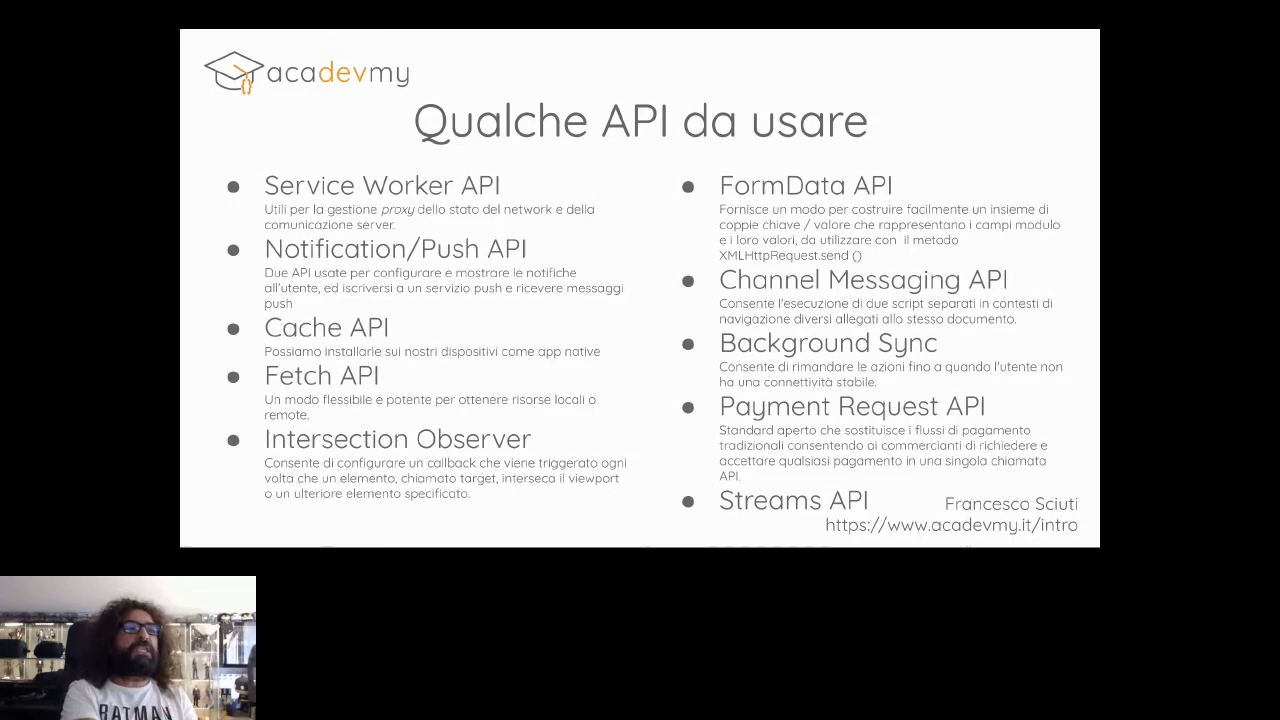 acadevmy
Qualche API da usare
Service Worker API
Utili per la gestione proxy dello stato del network e della
comunicazione server.
Notification/Push API
Due API usate per configurare e mostrare le notifiche
all'utente, ed iscriversi a un servizio push e ricevere messaggi
push
Cache API
Possiamo installarle sui nostri dispositivi come app native
Fetch API
Un modo flessibile e potente per ottenere risorse locali o
remote.
Intersection Observer
Consente di configurare un callback che viene triggerato ogni
volta che un elemento, chiamato target, interseca il viewport
o un ulteriore elemento specificato.
FormData API
Fornisce un modo per costruire facilmente un insieme di
coppie chiave / valore che rappresentano i campi modulo
e i loro valori, da utilizzare con il metodo
XMLHttpRequest.send ()
Channel Messaging API
Consente l'esecuzione di due script separati in contesti di
navigazione diversi allegati allo stesso documento.
Background Sync
Consente di rimandare le azioni fino a quando l'utente non
ha una connettività stabile.
Payment Request API
Standard aperto che sostituisce i flussi di pagamento
tradizionali consentendo ai commercianti di richiedere e
accettare qualsiasi pagamento in una singola chiamata
API.
Streams API
Francesco Sciuti
https://www.acadevmy.it/intro
BATMAN